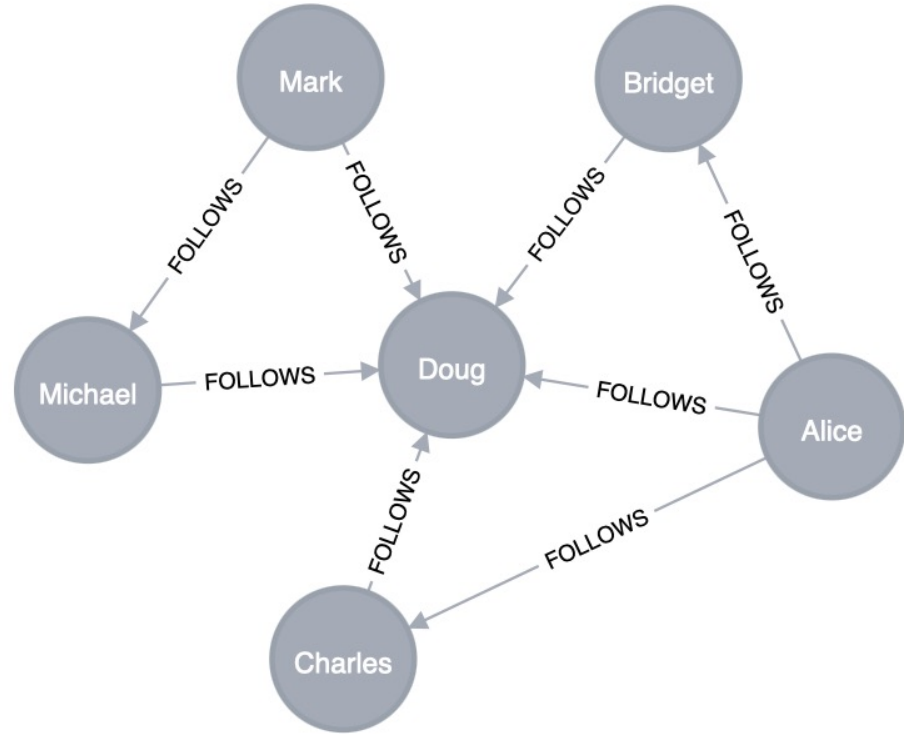 Mark
Bridget
FOLLOWS
FOLLOWS
FOLLOWS
FOLLOWS
Michael
FOLLOWS
Doug
FOLLOWS
Alice
FOLLOWS
FOLLOWS
Charles